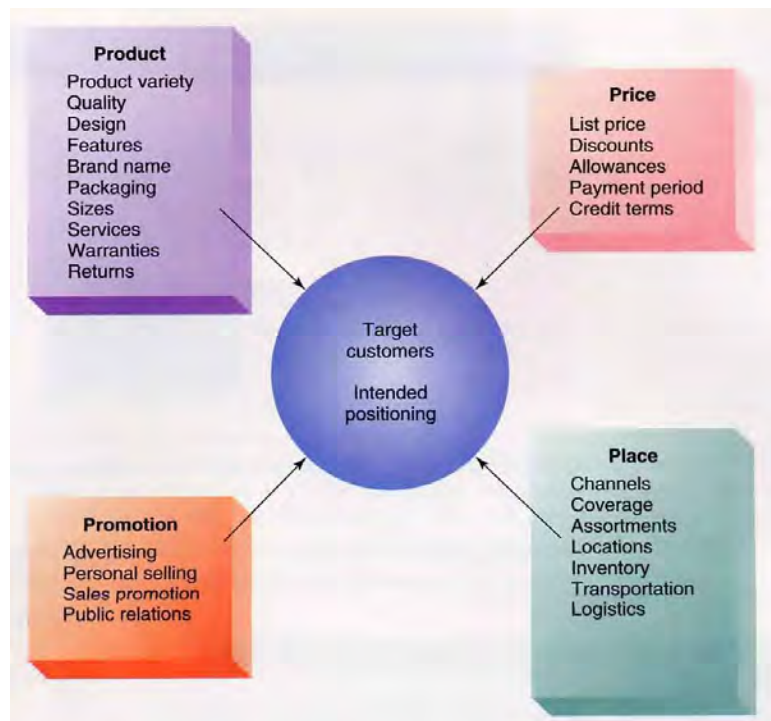 Product
Product variety
Quality
Design
Features
Brand name
Packaging
Sizes
Services
Warranties
Returns
Price
List price
Discounts
Allowances
Payment period
Credit terms
Target
customers
Intended
positioning
Promotion
Advertising
Personal selling
Sales promotion
Public relations
Place
Channels
Coverage
Assortments
Locations
Inventory
Transportation
Logistics